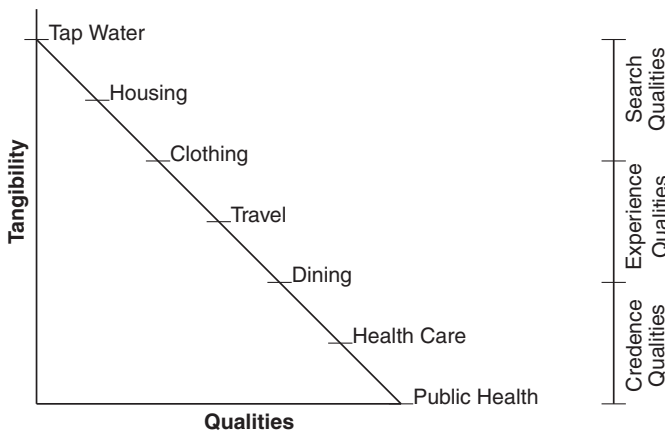 Tap Water
Housing
Clothing
Travel
Dining
Health Care
Public Health
Tangibility
Qualities
Search
Qualities
Experience
Qualities
Credence
Qualities